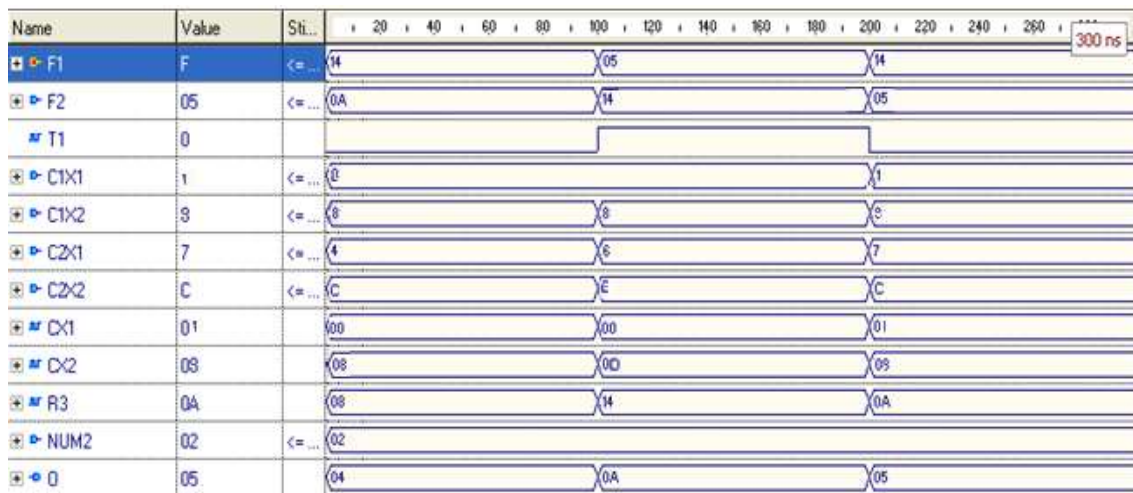 Name Value Sti... 20 40 60 80 100 120 140 160 180 200 220 240 260
300 ns
F1 F <= ... 14 05 14
F2 05 <= ... 0A 14 05
T1 0
C1X1 1 <= ... 0 1
C1X2 <= ... 8 8
C2X1 7 <= ... 4 6 7
C2X2 C <= ... C E C
CX1 01 00 00 01
CX2 08 0D
R3 0A 08 14 0A
NUM2 02 <= ... 02
O 05 04 0A 05